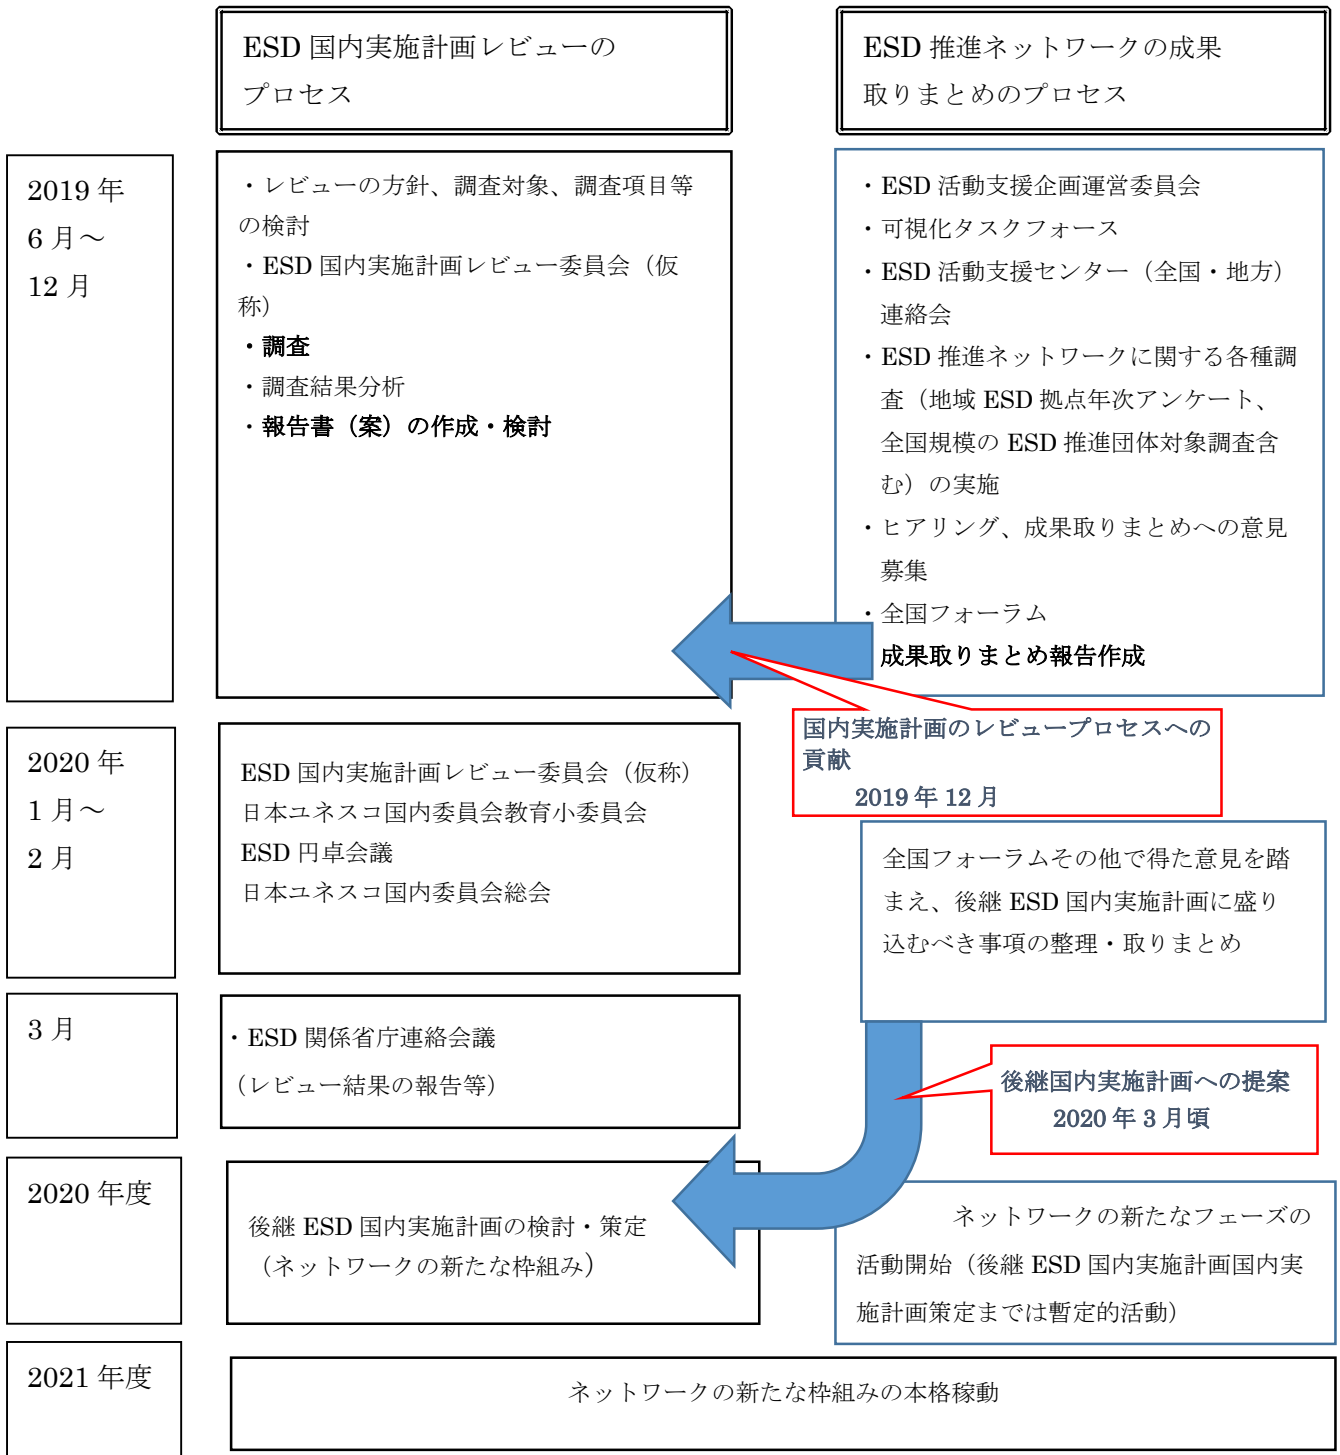 ESD 国内実施計画レビューの
プロセス
ESD 推進ネットワークの成果
取りまとめのプロセス
2019 年
6 月～
12 月
・レビューの方針、調査対象、調査項目等
の検討
・ESD 国内実施計画レビュー委員会（仮
称）
・調査
・調査結果分析
・報告書（案）の作成・検討
・ESD 活動支援企画運営委員会
・可視化タスクフォース
・ESD 活動支援センター（全国・地方）
連絡会
・ESD 推進ネットワークに関する各種調
査（地域 ESD 拠点年次アンケート、
全国規模の ESD 推進団体対象調査含
む）の実施
・ヒアリング、成果取りまとめへの意見
募集
・全国フォーラム
成果取りまとめ報告作成
国内実施計画のレビュープロセスへの
貢献
2019 年 12 月
2020 年
1 月～
2 月
ESD 国内実施計画レビュー委員会（仮称）
日本ユネスコ国内委員会教育小委員会
ESD 円卓会議
日本ユネスコ国内委員会総会
全国フォーラムその他で得た意見を踏
まえ、後継 ESD 国内実施計画に盛り
込むべき事項の整理・取りまとめ
3 月
・ESD 関係省庁連絡会議
（レビュー結果の報告等）
後継国内実施計画への提案
2020 年 3 月頃
2020 年度
後継 ESD 国内実施計画の検討・策定
（ネットワークの新たな枠組み）
ネットワークの新たなフェーズの
活動開始（後継 ESD 国内実施計画国内実
施計画策定までは暫定的活動）
2021 年度
ネットワークの新たな枠組みの本格稼動